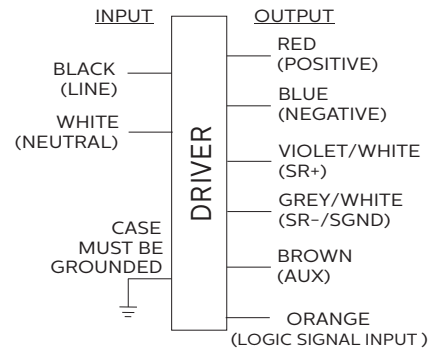 INPUT
OUTPUT
BLACK
(LINE)
WHITE
(NEUTRAL)
CASE
MUST BE
GROUNDED
DRIVER
RED
(POSITIVE)
BLUE
(NEGATIVE)
VIOLET/WHITE
(SR+)
GREY/WHITE
(SR-/SGND)
BROWN
(AUX)
ORANGE
(LOGIC SIGNAL INPUT )